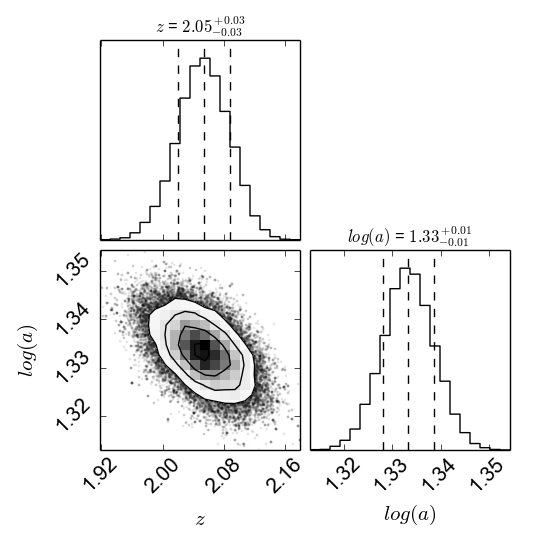 z = 2.05 +0.03 −0.03
log(a) = 1.33 +0.01 −0.01
log(a)
1.35
1.34
1.33
1.32
1.92
2.00
2.08
2.16
z
1.32
1.33
1.34
1.35
log(a)